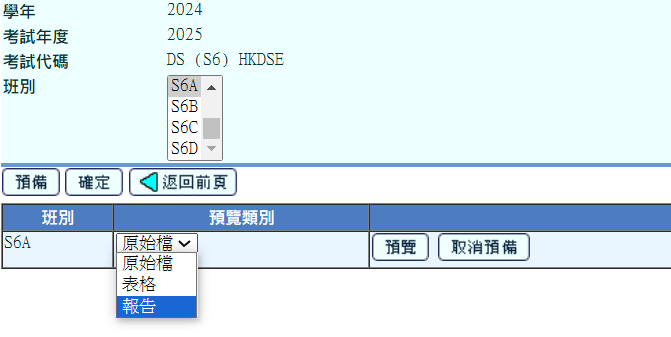 學年 2024
考試年度 2025
考試代碼 DS (S6) HKDSE
班別 S6A
S6B
S6C
S6D
預備 確定 返回前頁
班別 預覽類別
S6A 原始檔 預覽 取消預備
原始檔
表格
報告